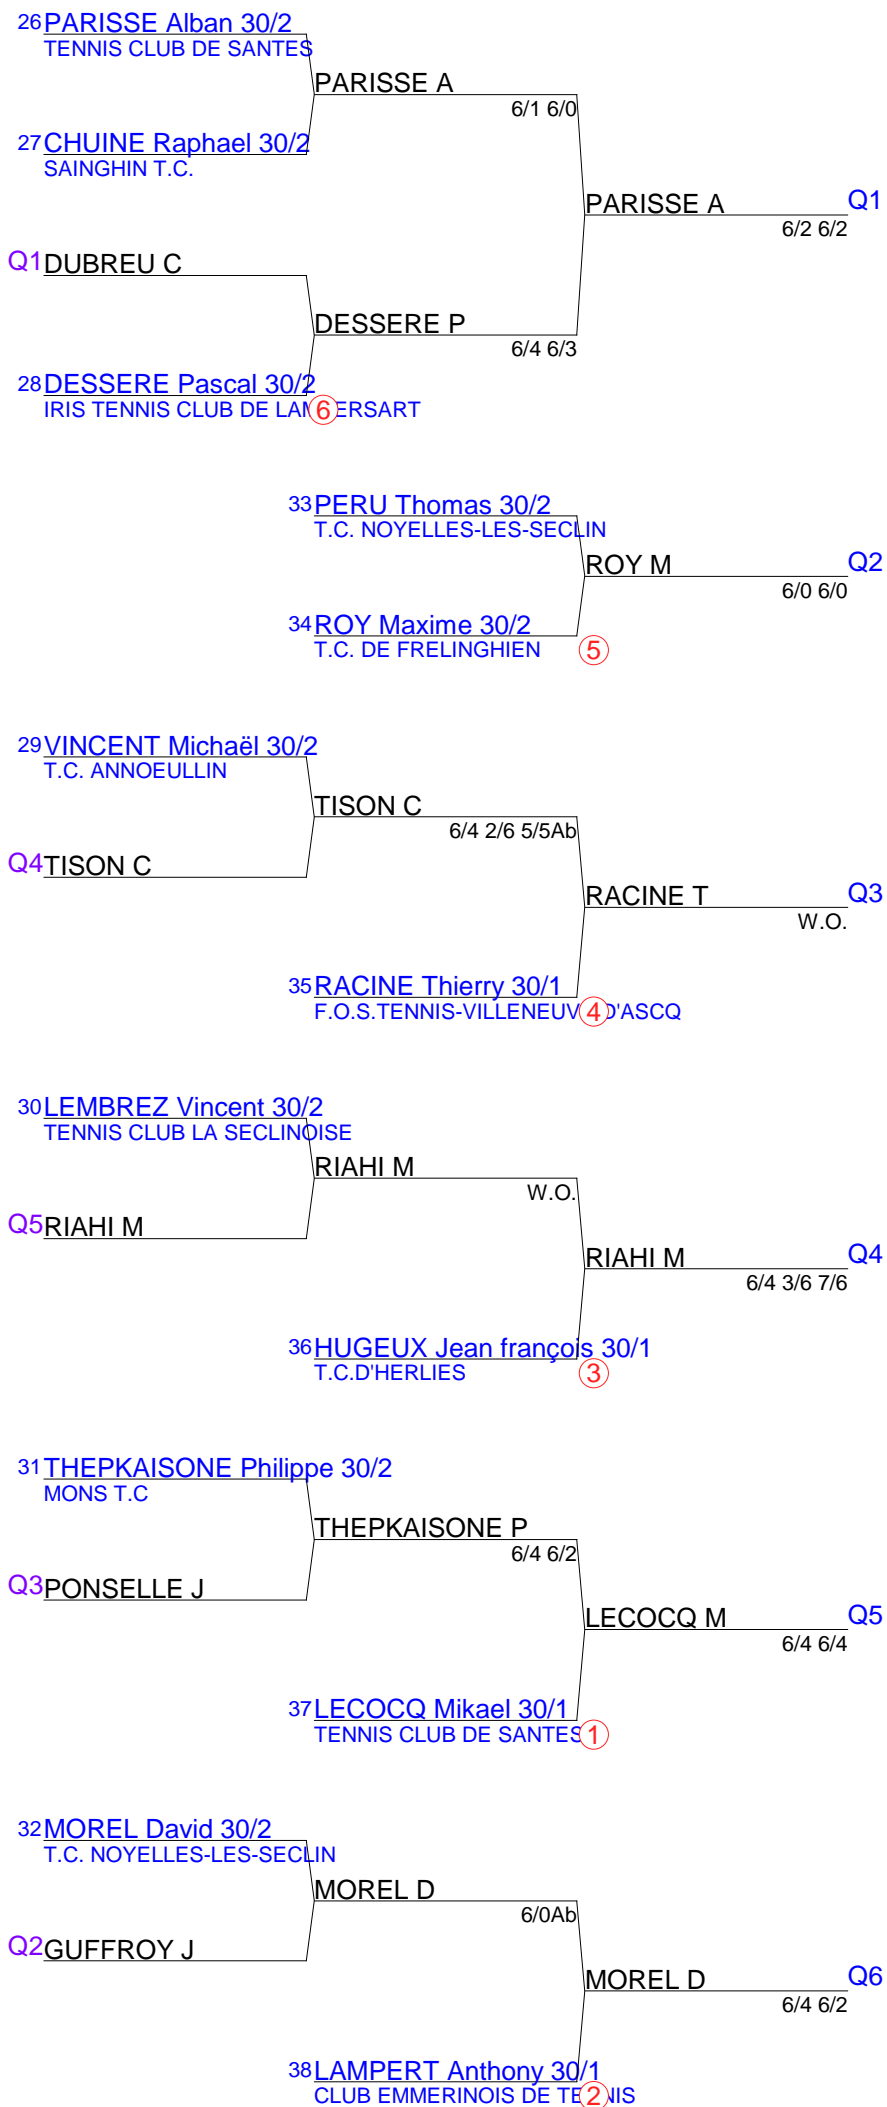 26 PARISSE Alban 30/2
TENNIS CLUB DE SANTES
PARISSE A
6/1 6/0
27 CHUINE Raphael 30/2
SAINGHIN T.C.
PARISSE A Q1
6/2 6/2
Q1 DUBREU C
DESSERE P
6/4 6/3
28 DESSERE Pascal 30/2
IRIS TENNIS CLUB DE LAMBERSART 6
33 PERU Thomas 30/2
T.C. NOYELLES-LES-SECLIN
ROY M Q2
6/0 6/0
34 ROY Maxime 30/2
T.C. DE FRELINGHIEN 5
29 VINCENT Michaël 30/2
T.C. ANNOEULLIN
TISON C
6/4 2/6 5/5Ab
Q4 TISON C
RACINE T Q3
W.O.
35 RACINE Thierry 30/1
F.O.S.TENNIS-VILLENEUVE D'ASCQ 4
30 LEMBREZ Vincent 30/2
TENNIS CLUB LA SECLINOISE
RIAHI M
W.O.
Q5 RIAHI M
RIAHI M Q4
6/4 3/6 7/6
36 HUGEUX Jean françois 30/1
T.C.D'HERLIES 3
31 THEPKAISONE Philippe 30/2
MONS T.C
THEPKAISONE P
6/4 6/2
Q3 PONSELLE J
LECOCQ M Q5
6/4 6/4
37 LECOCQ Mikael 30/1
TENNIS CLUB DE SANTES 1
32 MOREL David 30/2
T.C. NOYELLES-LES-SECLIN
MOREL D
6/0Ab
Q2 GUFFROY J
MOREL D Q6
6/4 6/2
38 LAMPERT Anthony 30/1
CLUB EMMERINOIS DE TENNIS 2